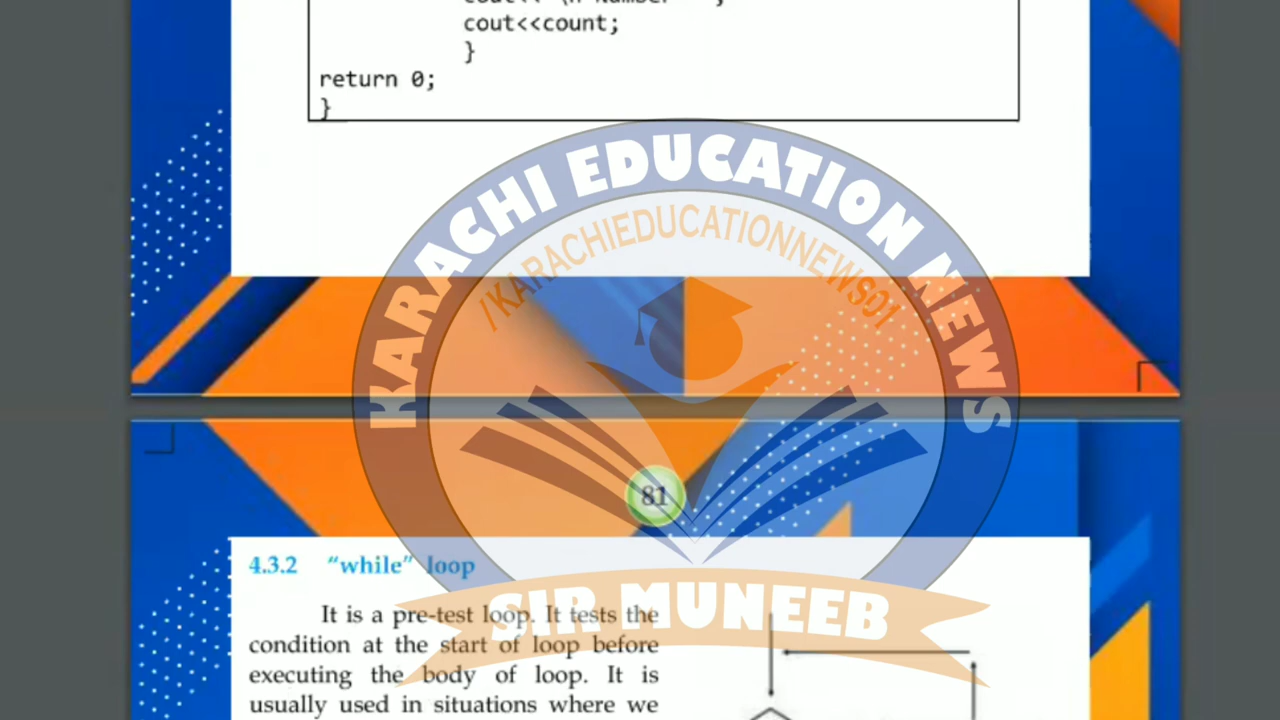 cout<<count;
}
return 0;
}
KARACHI EDUCATION NEWS
/KARACHIEDUCATIONNEWS01
81
4.3.2 “while” loop
SIR MUNEEB
It is a pre-test loop. It tests the
condition at the start of loop before
executing the body of loop. It is
usually used in situations where we